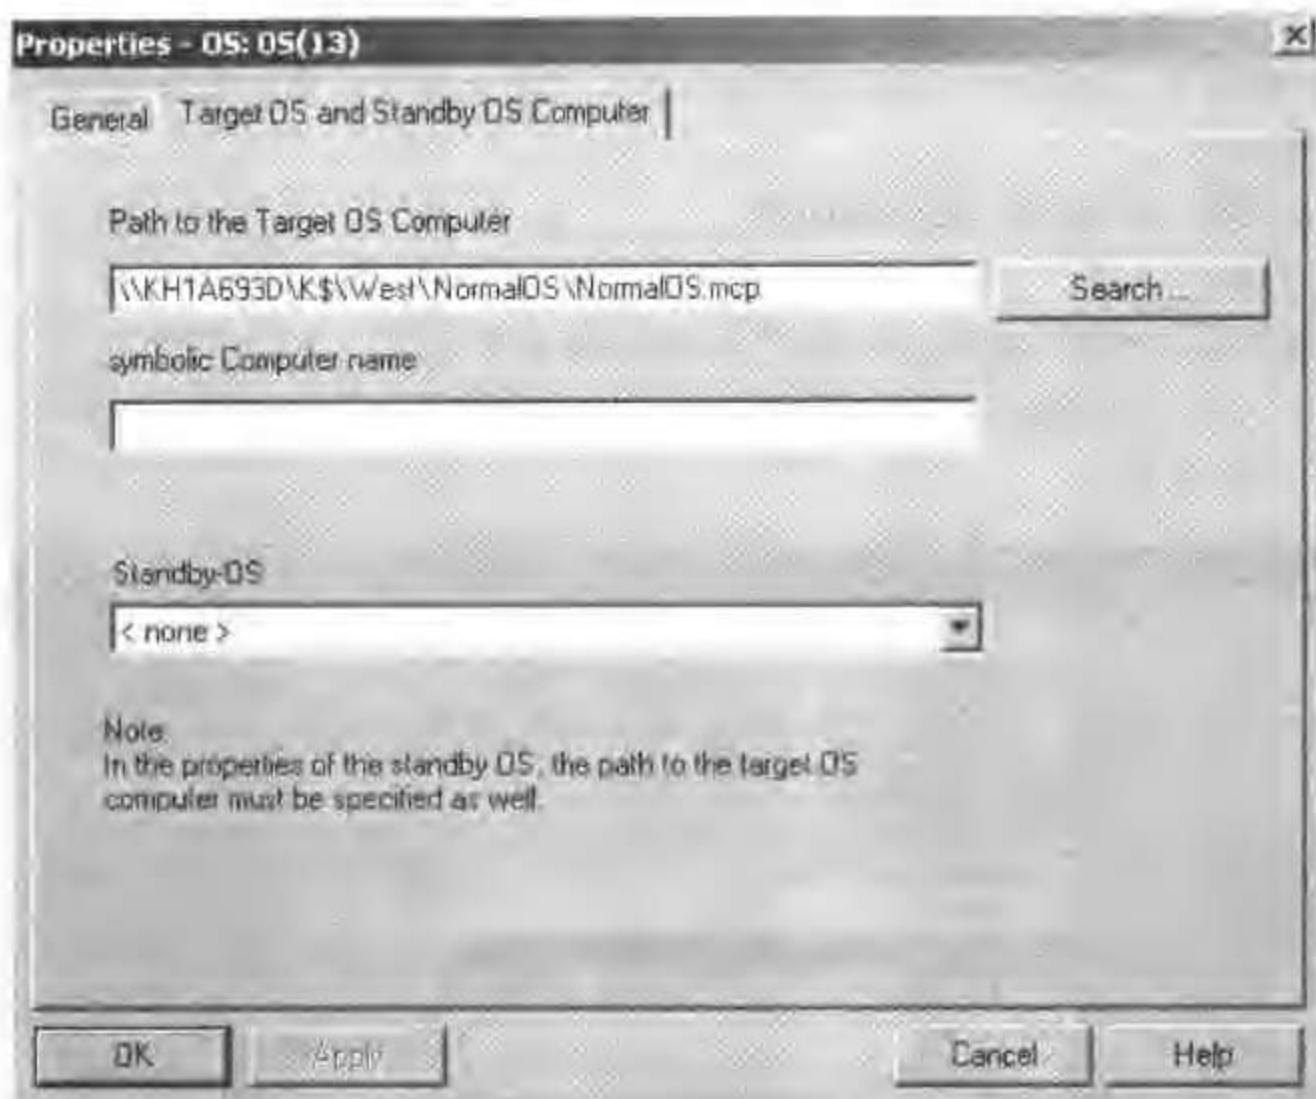 Properties - OS: OS(13)
General
Target OS and Standby OS Computer
Path to the Target OS Computer
\\KH1A693D\K$\West\NormalOS\NormalOS.mcp
Search ...
symbolic Computer name
Standby-OS
< none >
Note
In the properties of the standby OS, the path to the target OS
computer must be specified as well.
OK
Apply
Cancel
Help